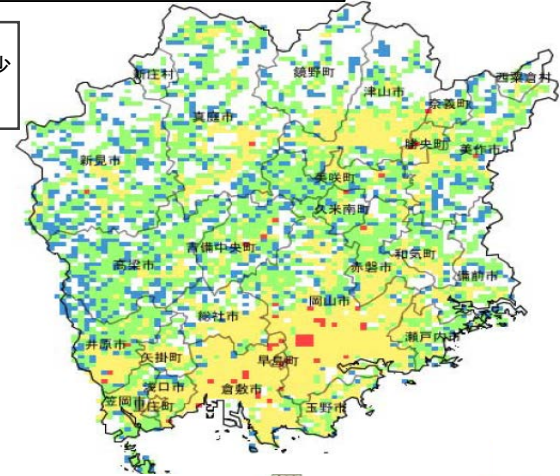 少
新庄村
鏡野町
津山市
西粟倉村
奈義町
真庭市
勝央町
美作市
新見市
美咲町
久米南町
吉備中央町
和気町
高梁市
赤磐市
備前市
岡山市
総社市
瀬戸内市
井原市
矢掛町
早島町
浅口市
倉敷市
笠岡市
里庄町
玉野市